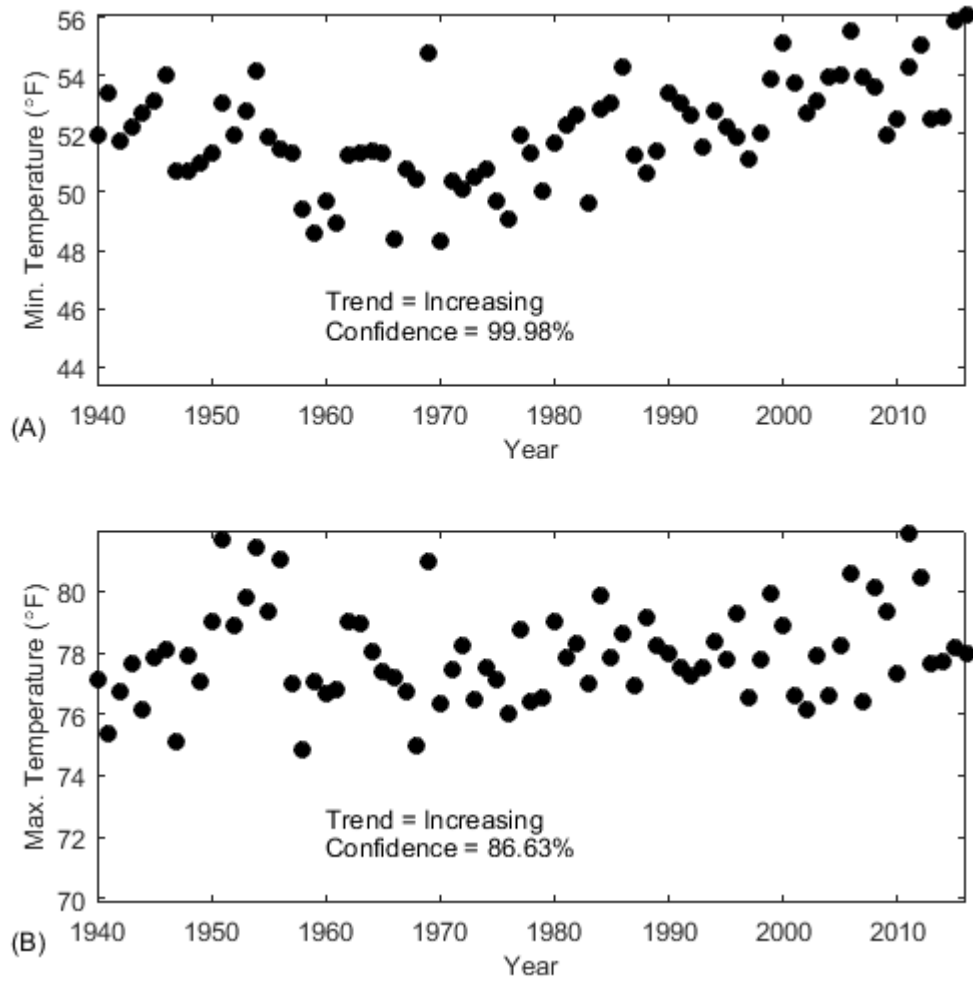 56
54
52
50
48
46
44
Min. Temperature (°F)
Trend = Increasing
Confidence = 99.98%
1940 1950 1960 1970 1980 1990 2000 2010
(A)
Year
80
78
76
74
72
70
Max. Temperature (°F)
Trend = Increasing
Confidence = 86.63%
1940 1950 1960 1970 1980 1990 2000 2010
(B)
Year